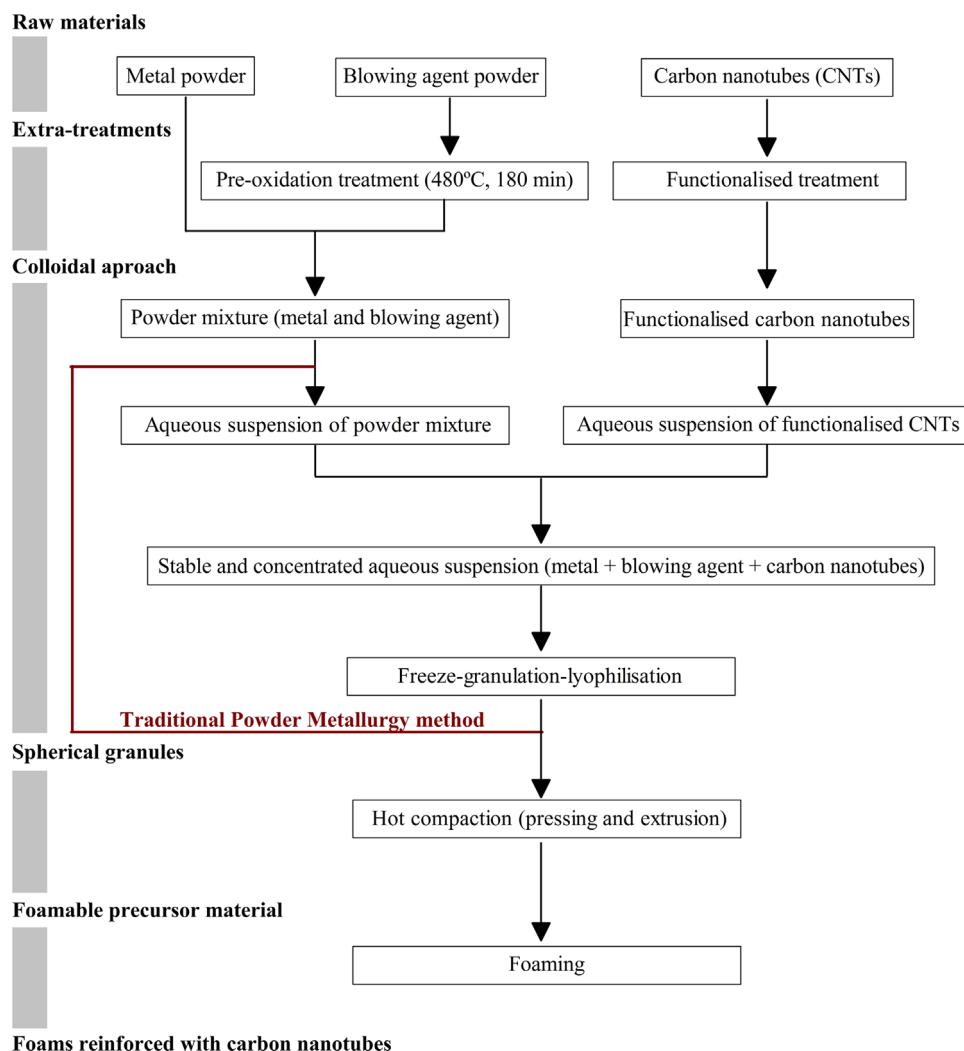 Raw materials
Metal powder
Blowing agent powder
Carbon nanotubes (CNTs)
Extra-treatments
Pre-oxidation treatment (480ºC, 180 min)
Functionalised treatment
Colloidal aproach
Powder mixture (metal and blowing agent)
Functionalised carbon nanotubes
Aqueous suspension of powder mixture
Aqueous suspension of functionalised CNTs
Stable and concentrated aqueous suspension (metal + blowing agent + carbon nanotubes)
Freeze-granulation-lyophilisation
Traditional Powder Metallurgy method
Spherical granules
Hot compaction (pressing and extrusion)
Foamable precursor material
Foaming
Foams reinforced with carbon nanotubes